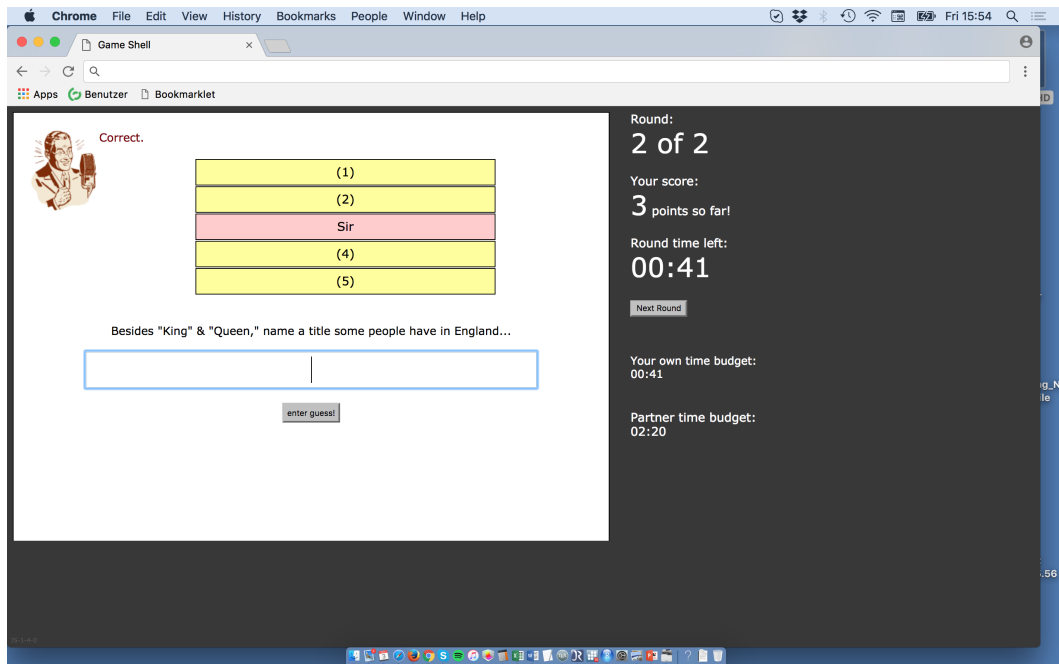 Chrome File Edit View History Bookmarks People Window Help Fri 15:54
Game Shell
Apps Benutzer Bookmarklet
Correct.
(1)
(2)
Sir
(4)
(5)
Besides "King" & "Queen," name a title some people have in England...
enter guess!
Round:
2 of 2
Your score:
3 points so far!
Round time left:
00:41
Next Round
Your own time budget:
00:41
Partner time budget:
02:20